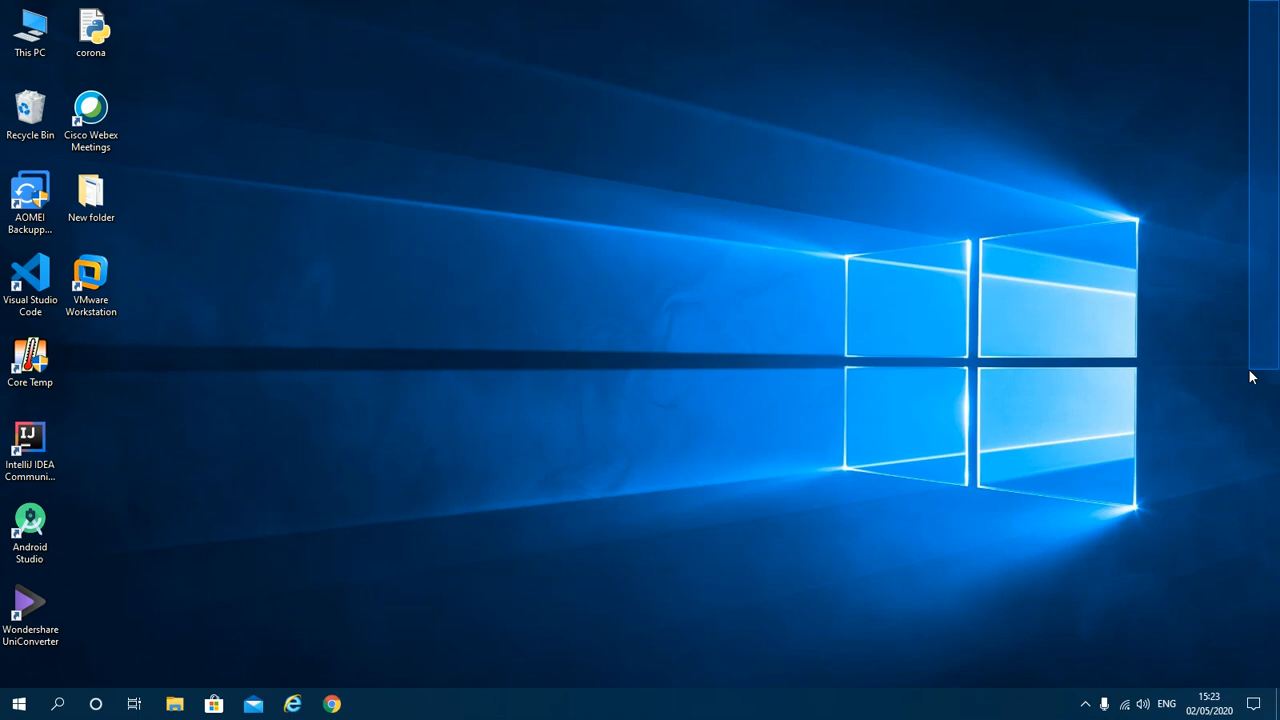 This PC
corona
Recycle Bin
Cisco Webex
Meetings
AOMEI
Backupp...
New folder
Visual Studio
Code
VMware
Workstation
Core Temp
IJ
IntelliJ IDEA
Communi...
Android
Studio
Wondershare
UniConverter
ENG
15:23
02/05/2020